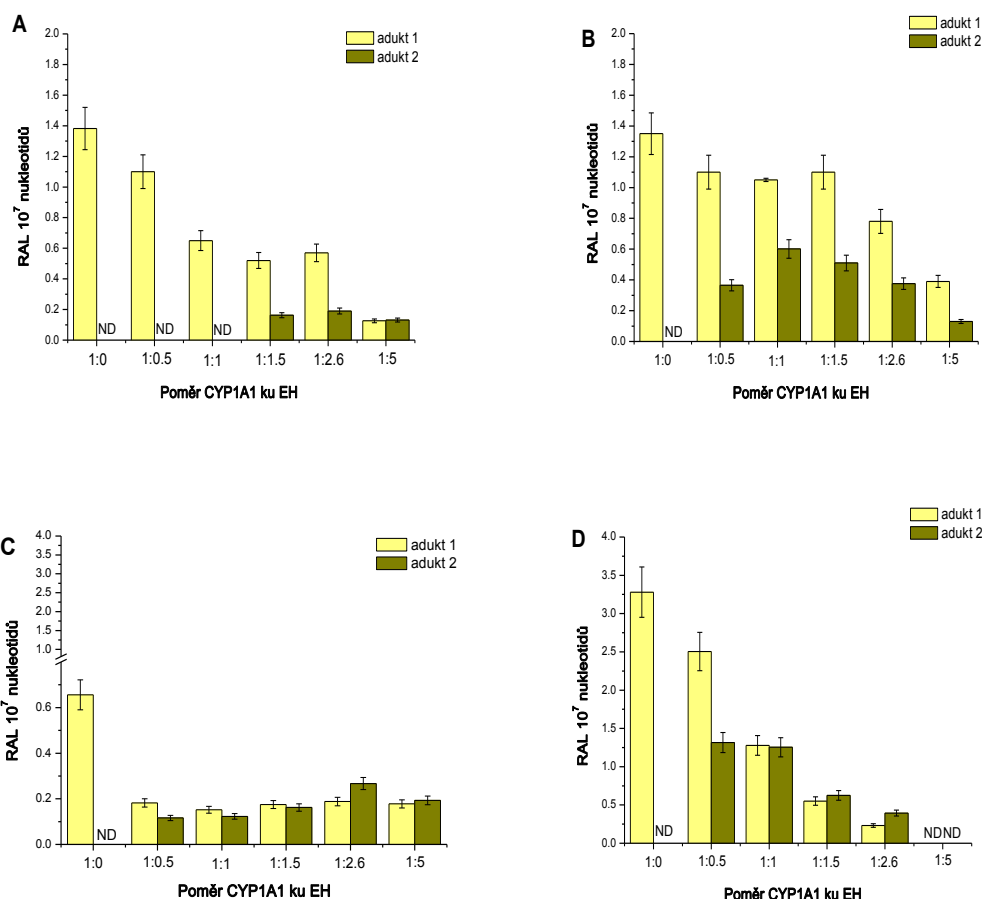 A
adukt 1
adukt 2
2.0
1.8
1.6
1.4
1.2
1.0
0.8
0.6
0.4
0.2
0.0
RAL 10⁷ nukleotidů
ND ND ND
1:0 1:0.5 1:1 1:1.5 1:2.6 1:5
Poměr CYP1A1 ku EH
B
adukt 1
adukt 2
2.0
1.8
1.6
1.4
1.2
1.0
0.8
0.6
0.4
0.2
0.0
RAL 10⁷ nukleotidů
ND
1:0 1:0.5 1:1 1:1.5 1:2.6 1:5
Poměr CYP1A1 ku EH
C
adukt 1
adukt 2
4.0
3.5
3.0
2.5
2.0
1.5
1.0
0.6
0.4
0.2
0.0
RAL 10⁷ nukleotidů
ND
1:0 1:0.5 1:1 1:1.5 1:2.6 1:5
Poměr CYP1A1 ku EH
D
adukt 1
adukt 2
4.0
3.5
3.0
2.5
2.0
1.5
1.0
0.5
0.0
RAL 10⁷ nukleotidů
ND NDND
1:0 1:0.5 1:1 1:1.5 1:2.6 1:5
Poměr CYP1A1 ku EH